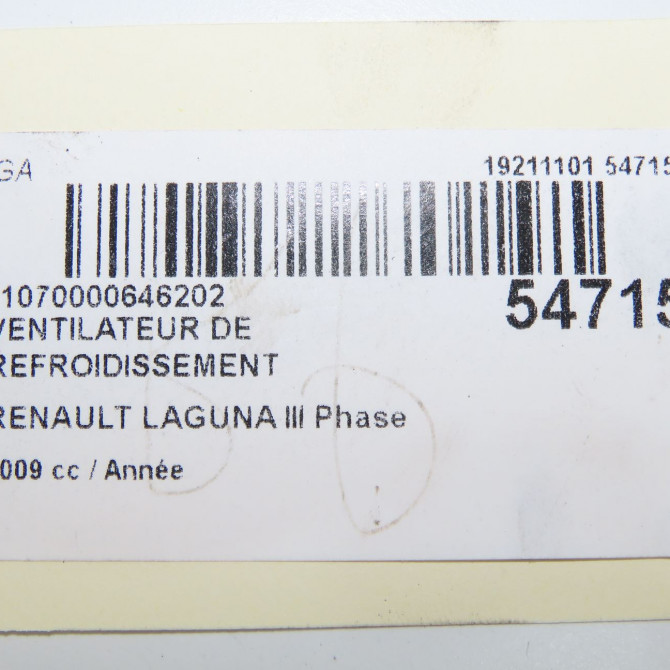 GA 19211101 54715
1070000646202 54715
VENTILATEUR DE
REFROIDISSEMENT
RENAULT LAGUNA III Phase
009 cc / Année